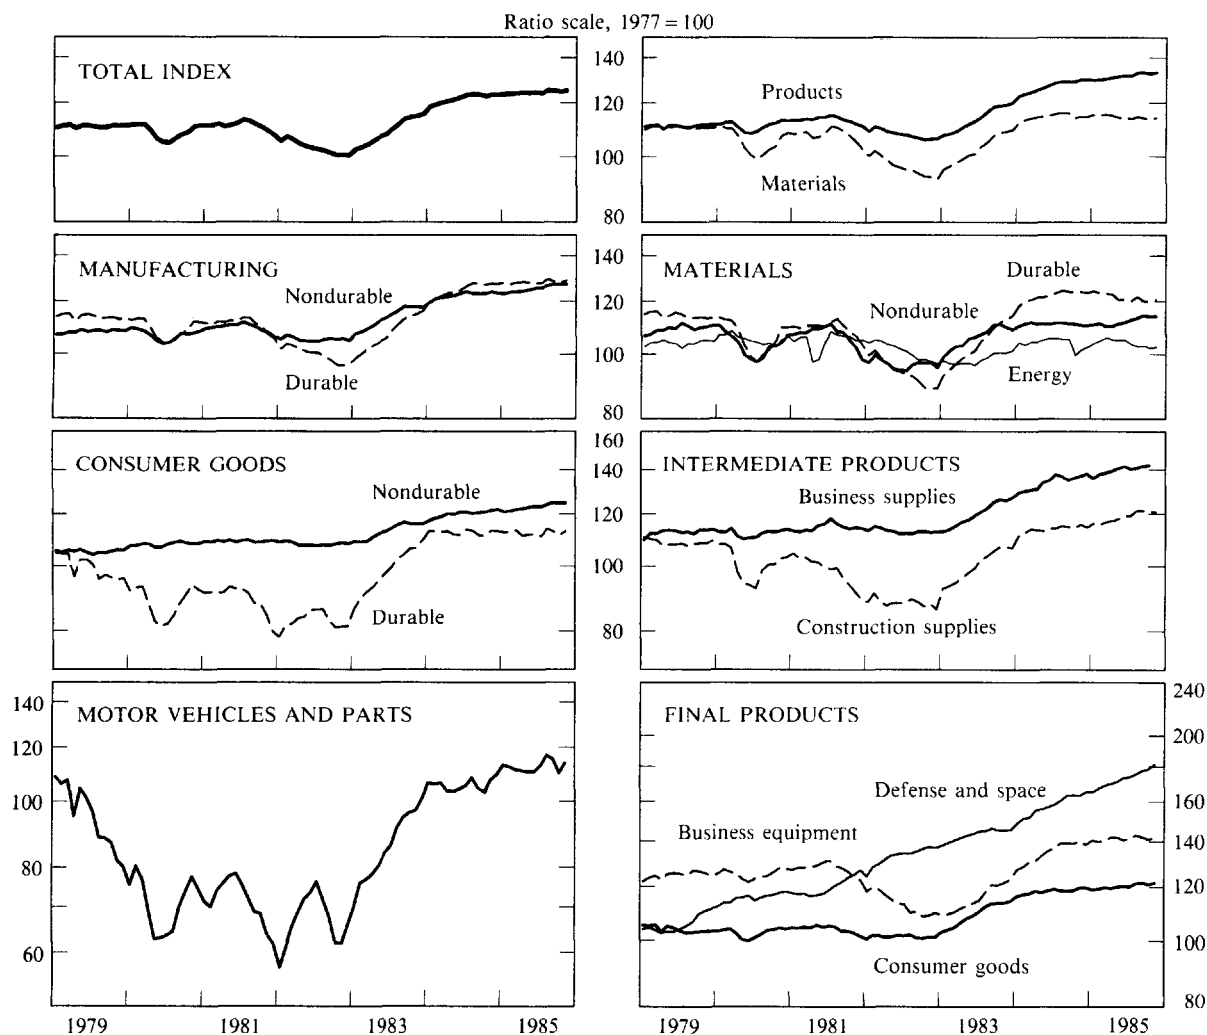 Ratio scale, 1977 = 100
TOTAL INDEX
140
120
100
80
Products
Materials
MANUFACTURING
Nondurable
Durable
140
120
100
80
MATERIALS
Durable
Nondurable
Energy
CONSUMER GOODS
Nondurable
Durable
160
140
120
100
80
INTERMEDIATE PRODUCTS
Business supplies
Construction supplies
140
120
100
80
60
MOTOR VEHICLES AND PARTS
1979 1981 1983 1985
FINAL PRODUCTS
Defense and space
Business equipment
Consumer goods
240
200
160
140
120
100
80
1979 1981 1983 1985